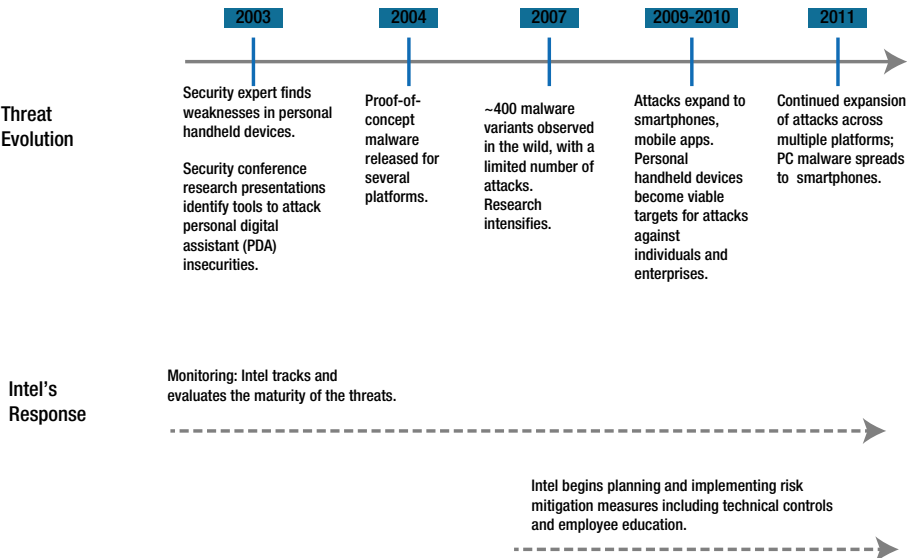 2003
2004
2007
2009-2010
2011
Threat
Evolution
Security expert finds
weaknesses in personal
handheld devices.
Security conference
research presentations
identify tools to attack
personal digital
assistant (PDA)
insecurities.
Proof-of-
concept
malware
released for
several
platforms.
~400 malware
variants observed
in the wild, with a
limited number of
attacks.
Research
intensifies.
Attacks expand to
smartphones,
mobile apps.
Personal
handheld devices
become viable
targets for attacks
against
individuals and
enterprises.
Continued expansion
of attacks across
multiple platforms;
PC malware spreads
to smartphones.
Intel's
Response
Monitoring: Intel tracks and
evaluates the maturity of the threats.
Intel begins planning and implementing risk
mitigation measures including technical controls
and employee education.